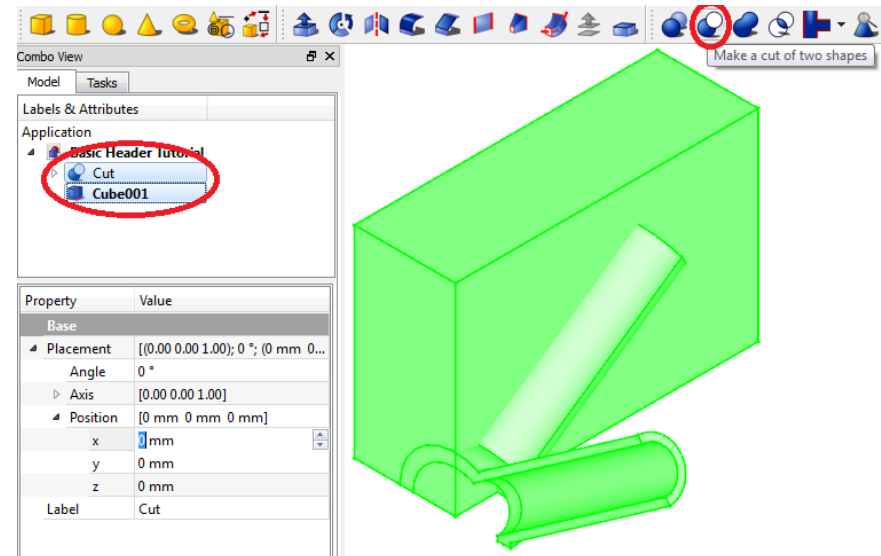 Make a cut of two shapes
Combo View
Model Tasks
Labels & Attributes
Application
Basic Header Tutorial
Cut
Cube001
Property Value
Base
Placement [(0.00 0.00 1.00); 0 °; (0 mm 0...
Angle 0 °
Axis [0.00 0.00 1.00]
Position [0 mm 0 mm 0 mm]
x 0 mm
y 0 mm
z 0 mm
Label Cut